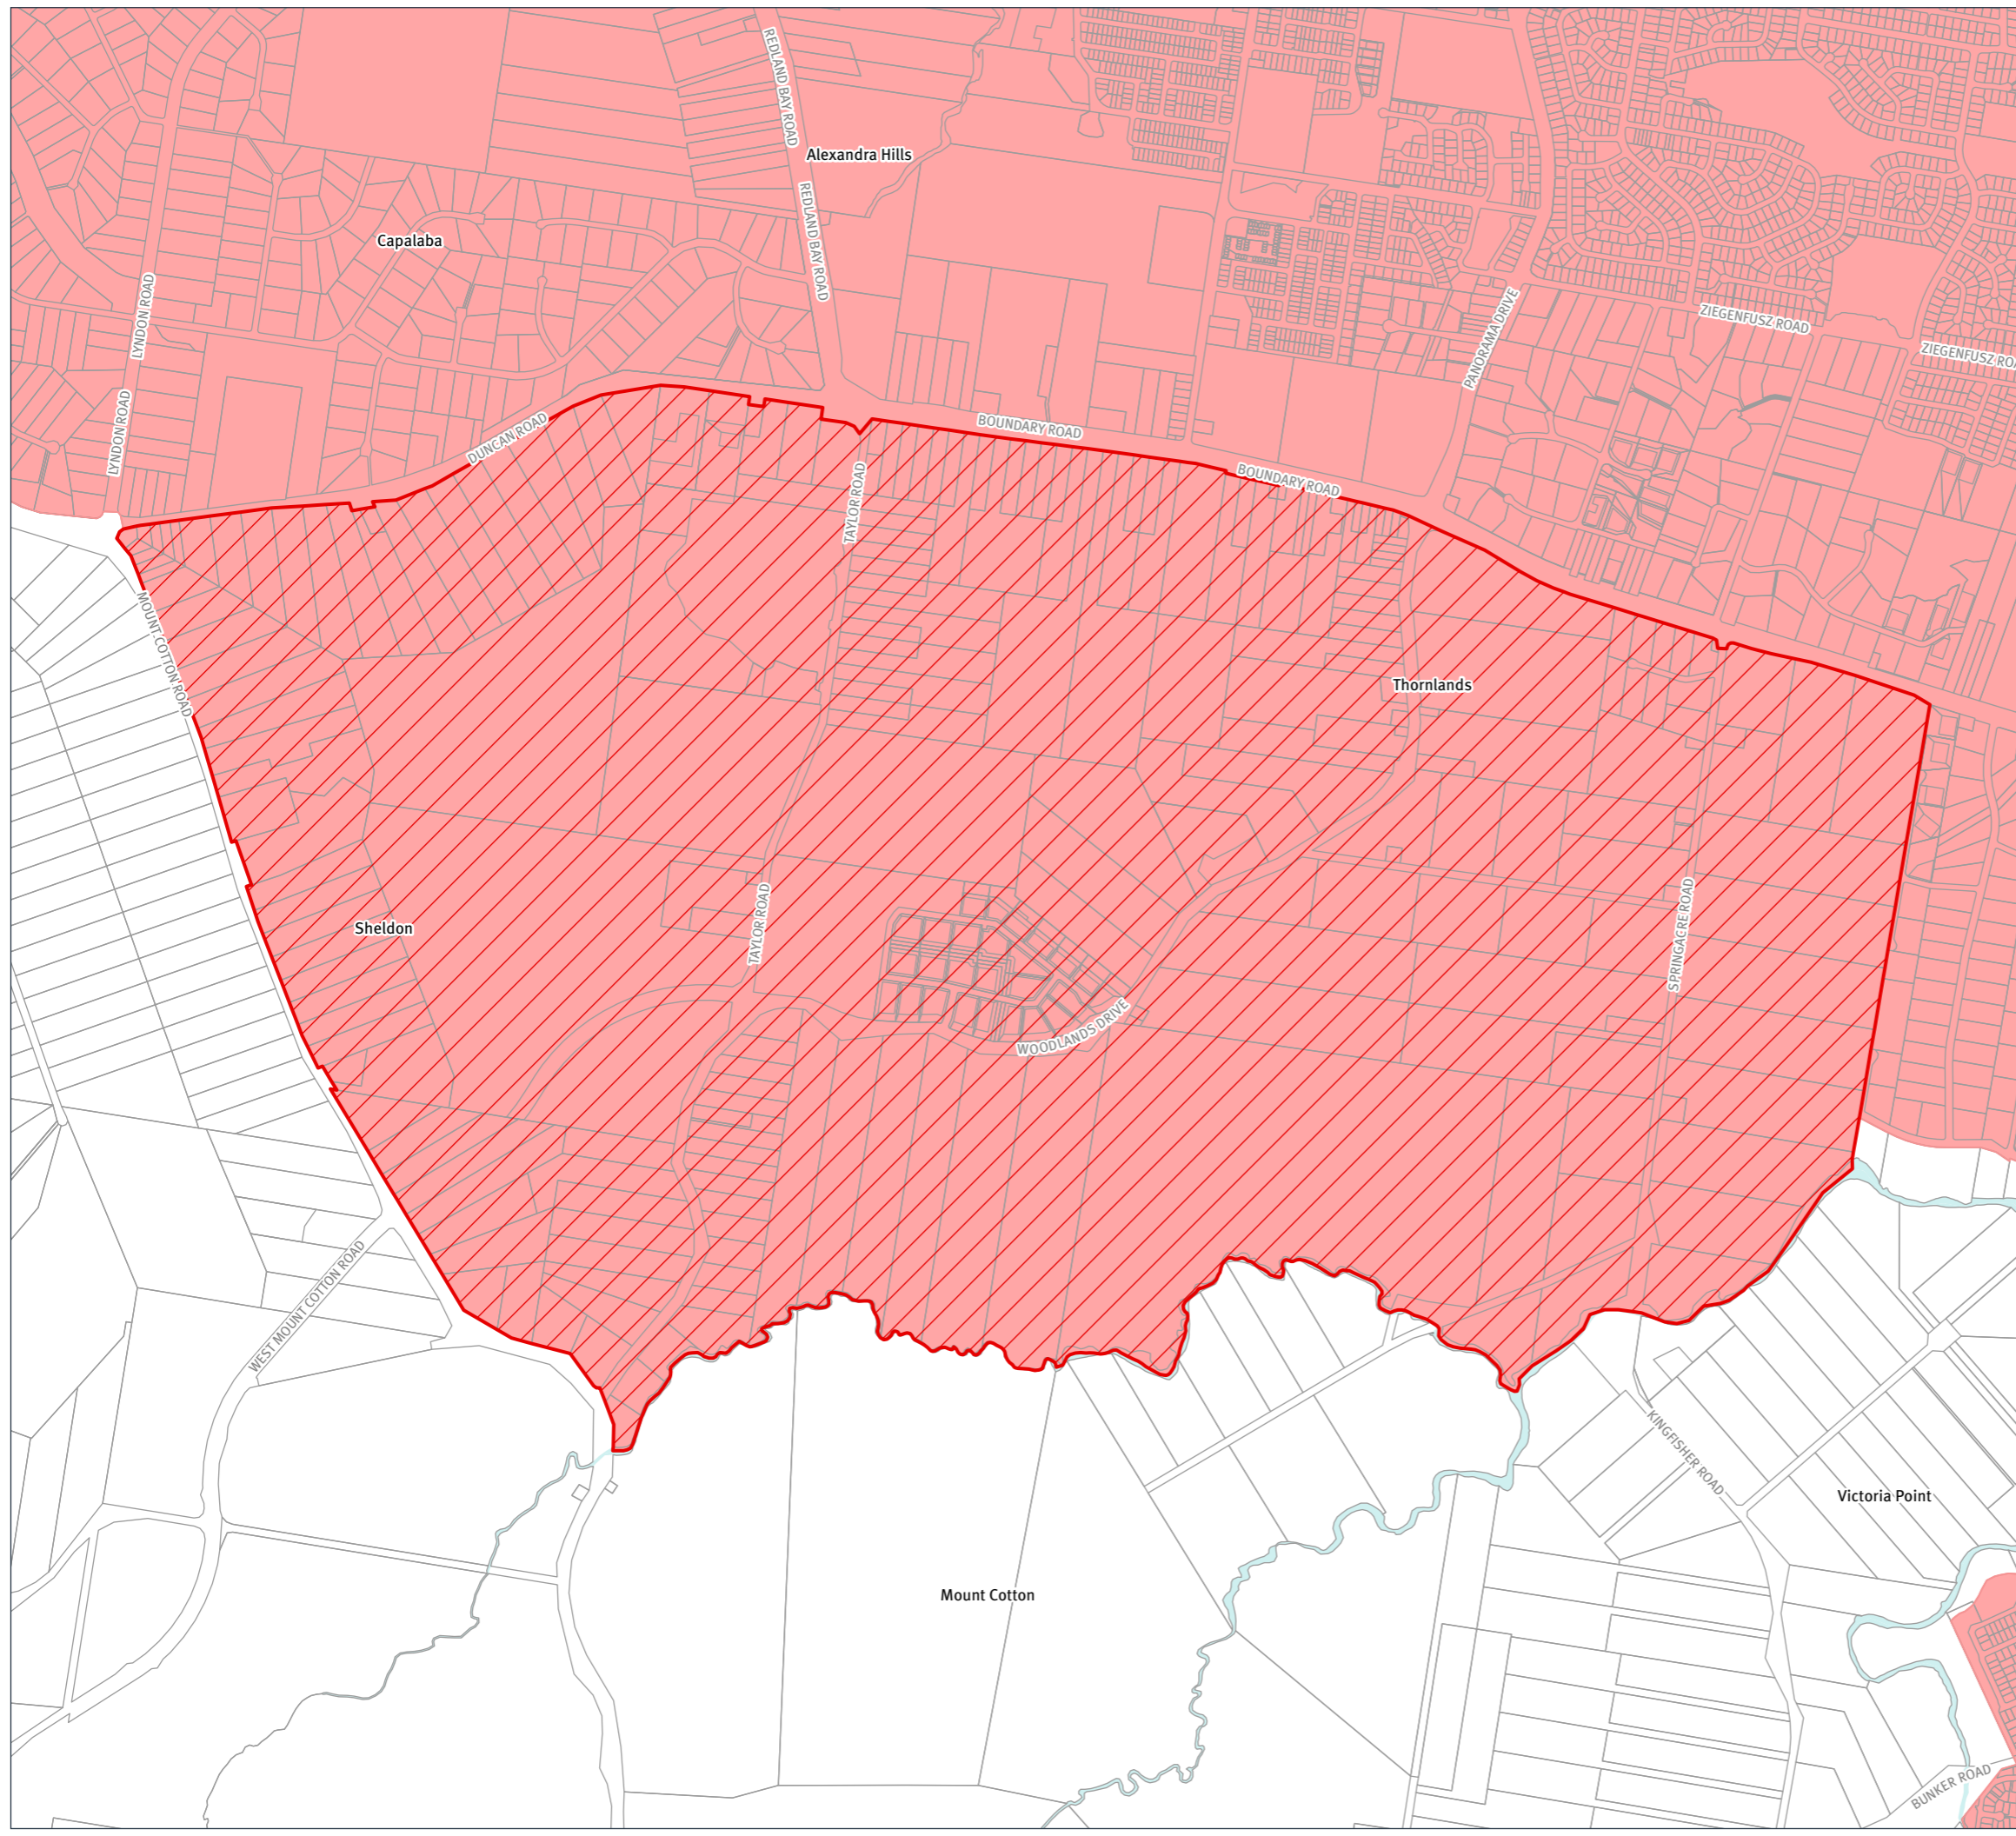 REDLAND BAY ROAD
Alexandra Hills
REDLAND BAY ROAD
Capalaba
LYNDON ROAD
PANORAMA DRIVE
ZIEGENFUSZ ROAD
ZIEGENFUSZ ROA
LYNDON ROAD
DUNCAN ROAD
BOUNDARY ROAD
BOUNDARY ROAD
TAYLOR ROAD
MOUNT COTTON ROAD
Thornlands
TAYLOR ROAD
SPRINGACRE ROAD
Sheldon
WOODLANDS DRIVE
WEST MOUNT COTTON ROAD
KINGFISHER ROAD
Victoria Point
Mount Cotton
BUNKER ROAD